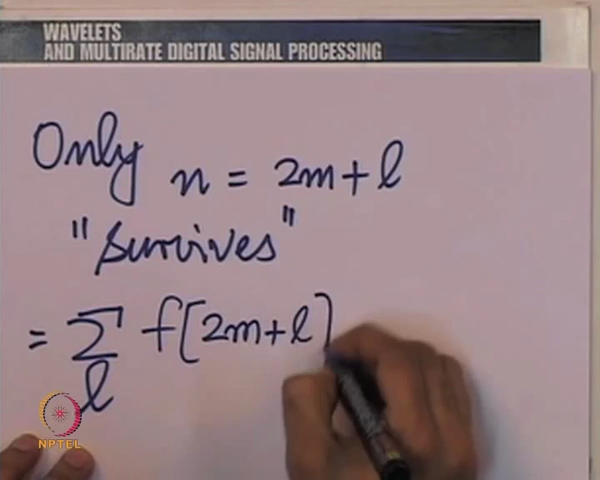 WAVELETS
AND MULTIRATE DIGITAL SIGNAL PROCESSING
Only n = 2m + l
"survives"
= Σ f[2m+l]
l
NPTEL